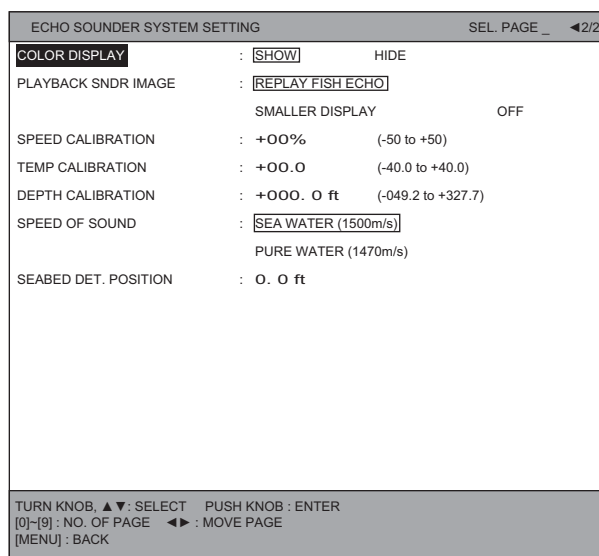 ECHO SOUNDER SYSTEM SETTING SEL. PAGE _ ◄2/2
COLOR DISPLAY : SHOW HIDE
PLAYBACK SNDR IMAGE : REPLAY FISH ECHO
SMALLER DISPLAY OFF
SPEED CALIBRATION : +00% (-50 to +50)
TEMP CALIBRATION : +00.0 (-40.0 to +40.0)
DEPTH CALIBRATION : +000. 0 ft (-049.2 to +327.7)
SPEED OF SOUND : SEA WATER (1500m/s)
PURE WATER (1470m/s)
SEABED DET. POSITION : 0. 0 ft
TURN KNOB, ▲▼: SELECT PUSH KNOB : ENTER
[0]~[9] : NO. OF PAGE ◄► : MOVE PAGE
[MENU] : BACK